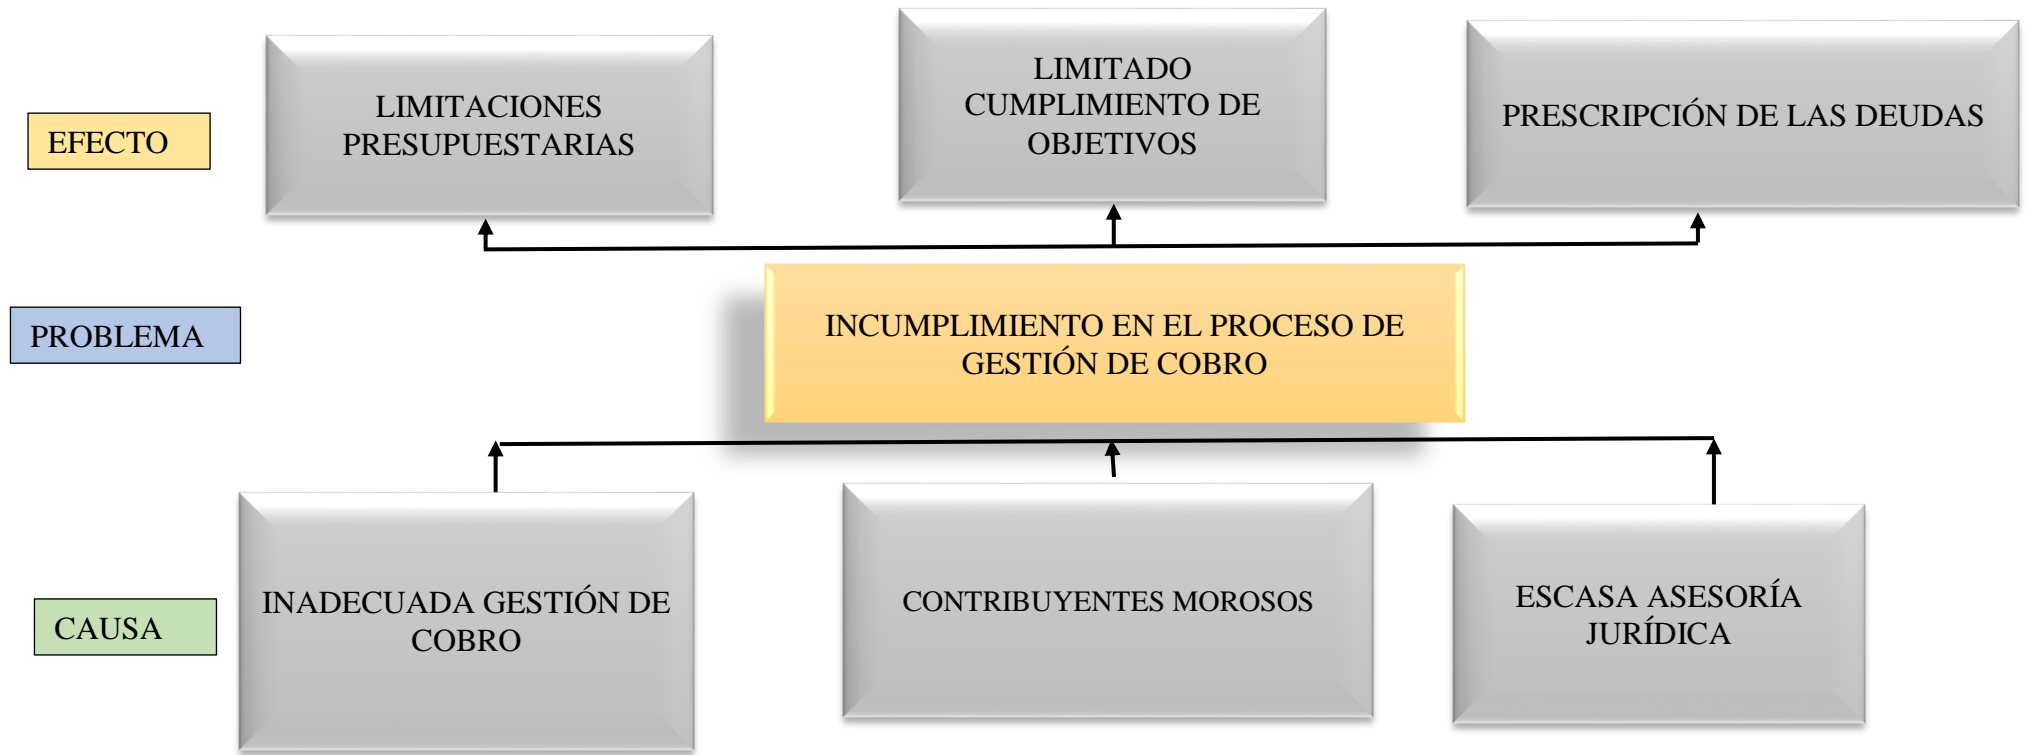 EFECTO
LIMITACIONES
PRESUPUESTARIAS
LIMITADO
CUMPLIMIENTO DE
OBJETIVOS
PRESCRIPCIÓN DE LAS DEUDAS
PROBLEMA
INCUMPLIMIENTO EN EL PROCESO DE
GESTIÓN DE COBRO
CAUSA
INADECUADA GESTIÓN DE
COBRO
CONTRIBUYENTES MOROSOS
ESCASA ASESORÍA
JURÍDICA